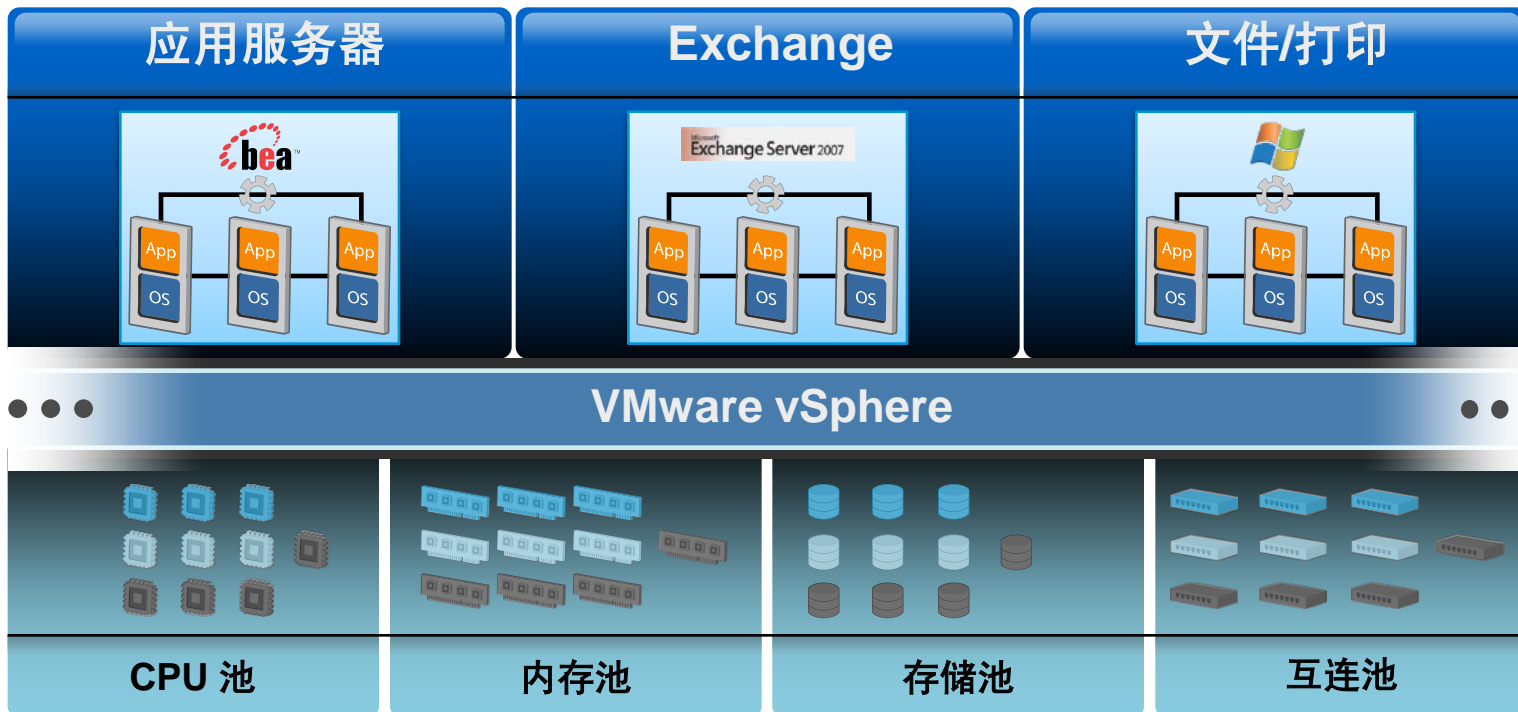 应用服务器
Exchange
文件/打印
bea™
Microsoft
Exchange Server 2007
App
App
App
OS
OS
OS
App
App
App
OS
OS
OS
App
App
App
OS
OS
OS
VMware vSphere
CPU 池
内存池
存储池
互连池